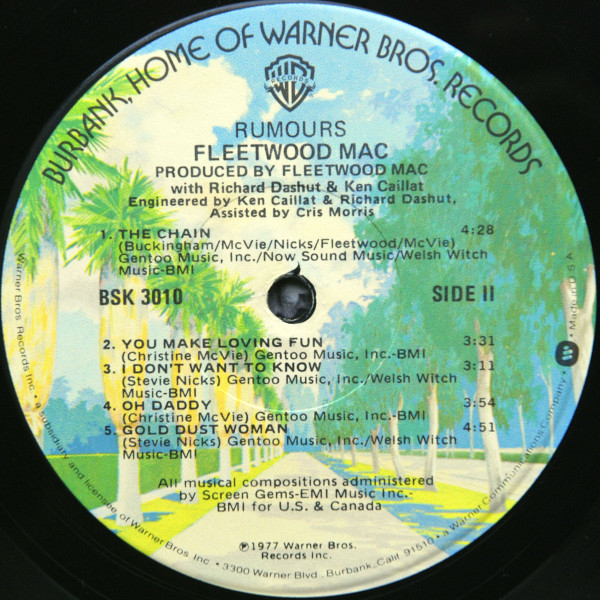 BURBANK, HOME OF WARNER BROS. RECORDS
WB
RECORDS
RUMOURS
FLEETWOOD MAC
PRODUCED BY FLEETWOOD MAC
with Richard Dashut & Ken Caillat
Engineered by Ken Caillat & Richard Dashut,
Assisted by Cris Morris
1. THE CHAIN 4:28
(Buckingham/McVie/Nicks/Fleetwood/McVie)
Gentoo Music, Inc./Now Sound Music/Welsh Witch
Music-BMI
BSK 3010 SIDE II
2. YOU MAKE LOVING FUN 3:31
(Christine McVie) Gentoo Music, Inc.-BMI
3. I DON'T WANT TO KNOW 3:11
(Stevie Nicks) Gentoo Music, Inc./Welsh Witch
Music-BMI
4. OH DADDY 3:54
(Christine McVie) Gentoo Music, Inc.-BMI
5. GOLD DUST WOMAN 4:51
(Stevie Nicks) Gentoo Music, Inc./Welsh Witch
Music-BMI
All musical compositions administered
by Screen Gems-EMI Music Inc.-
BMI for U.S. & Canada
℗1977 Warner Bros.
Records Inc.
Warner Bros. Records Inc. • a subsidiary and licensee of Warner Bros. Inc. • 3300 Warner Blvd., Burbank, Calif. 91510 • a Warner Communications Company • Made in U.S.A.